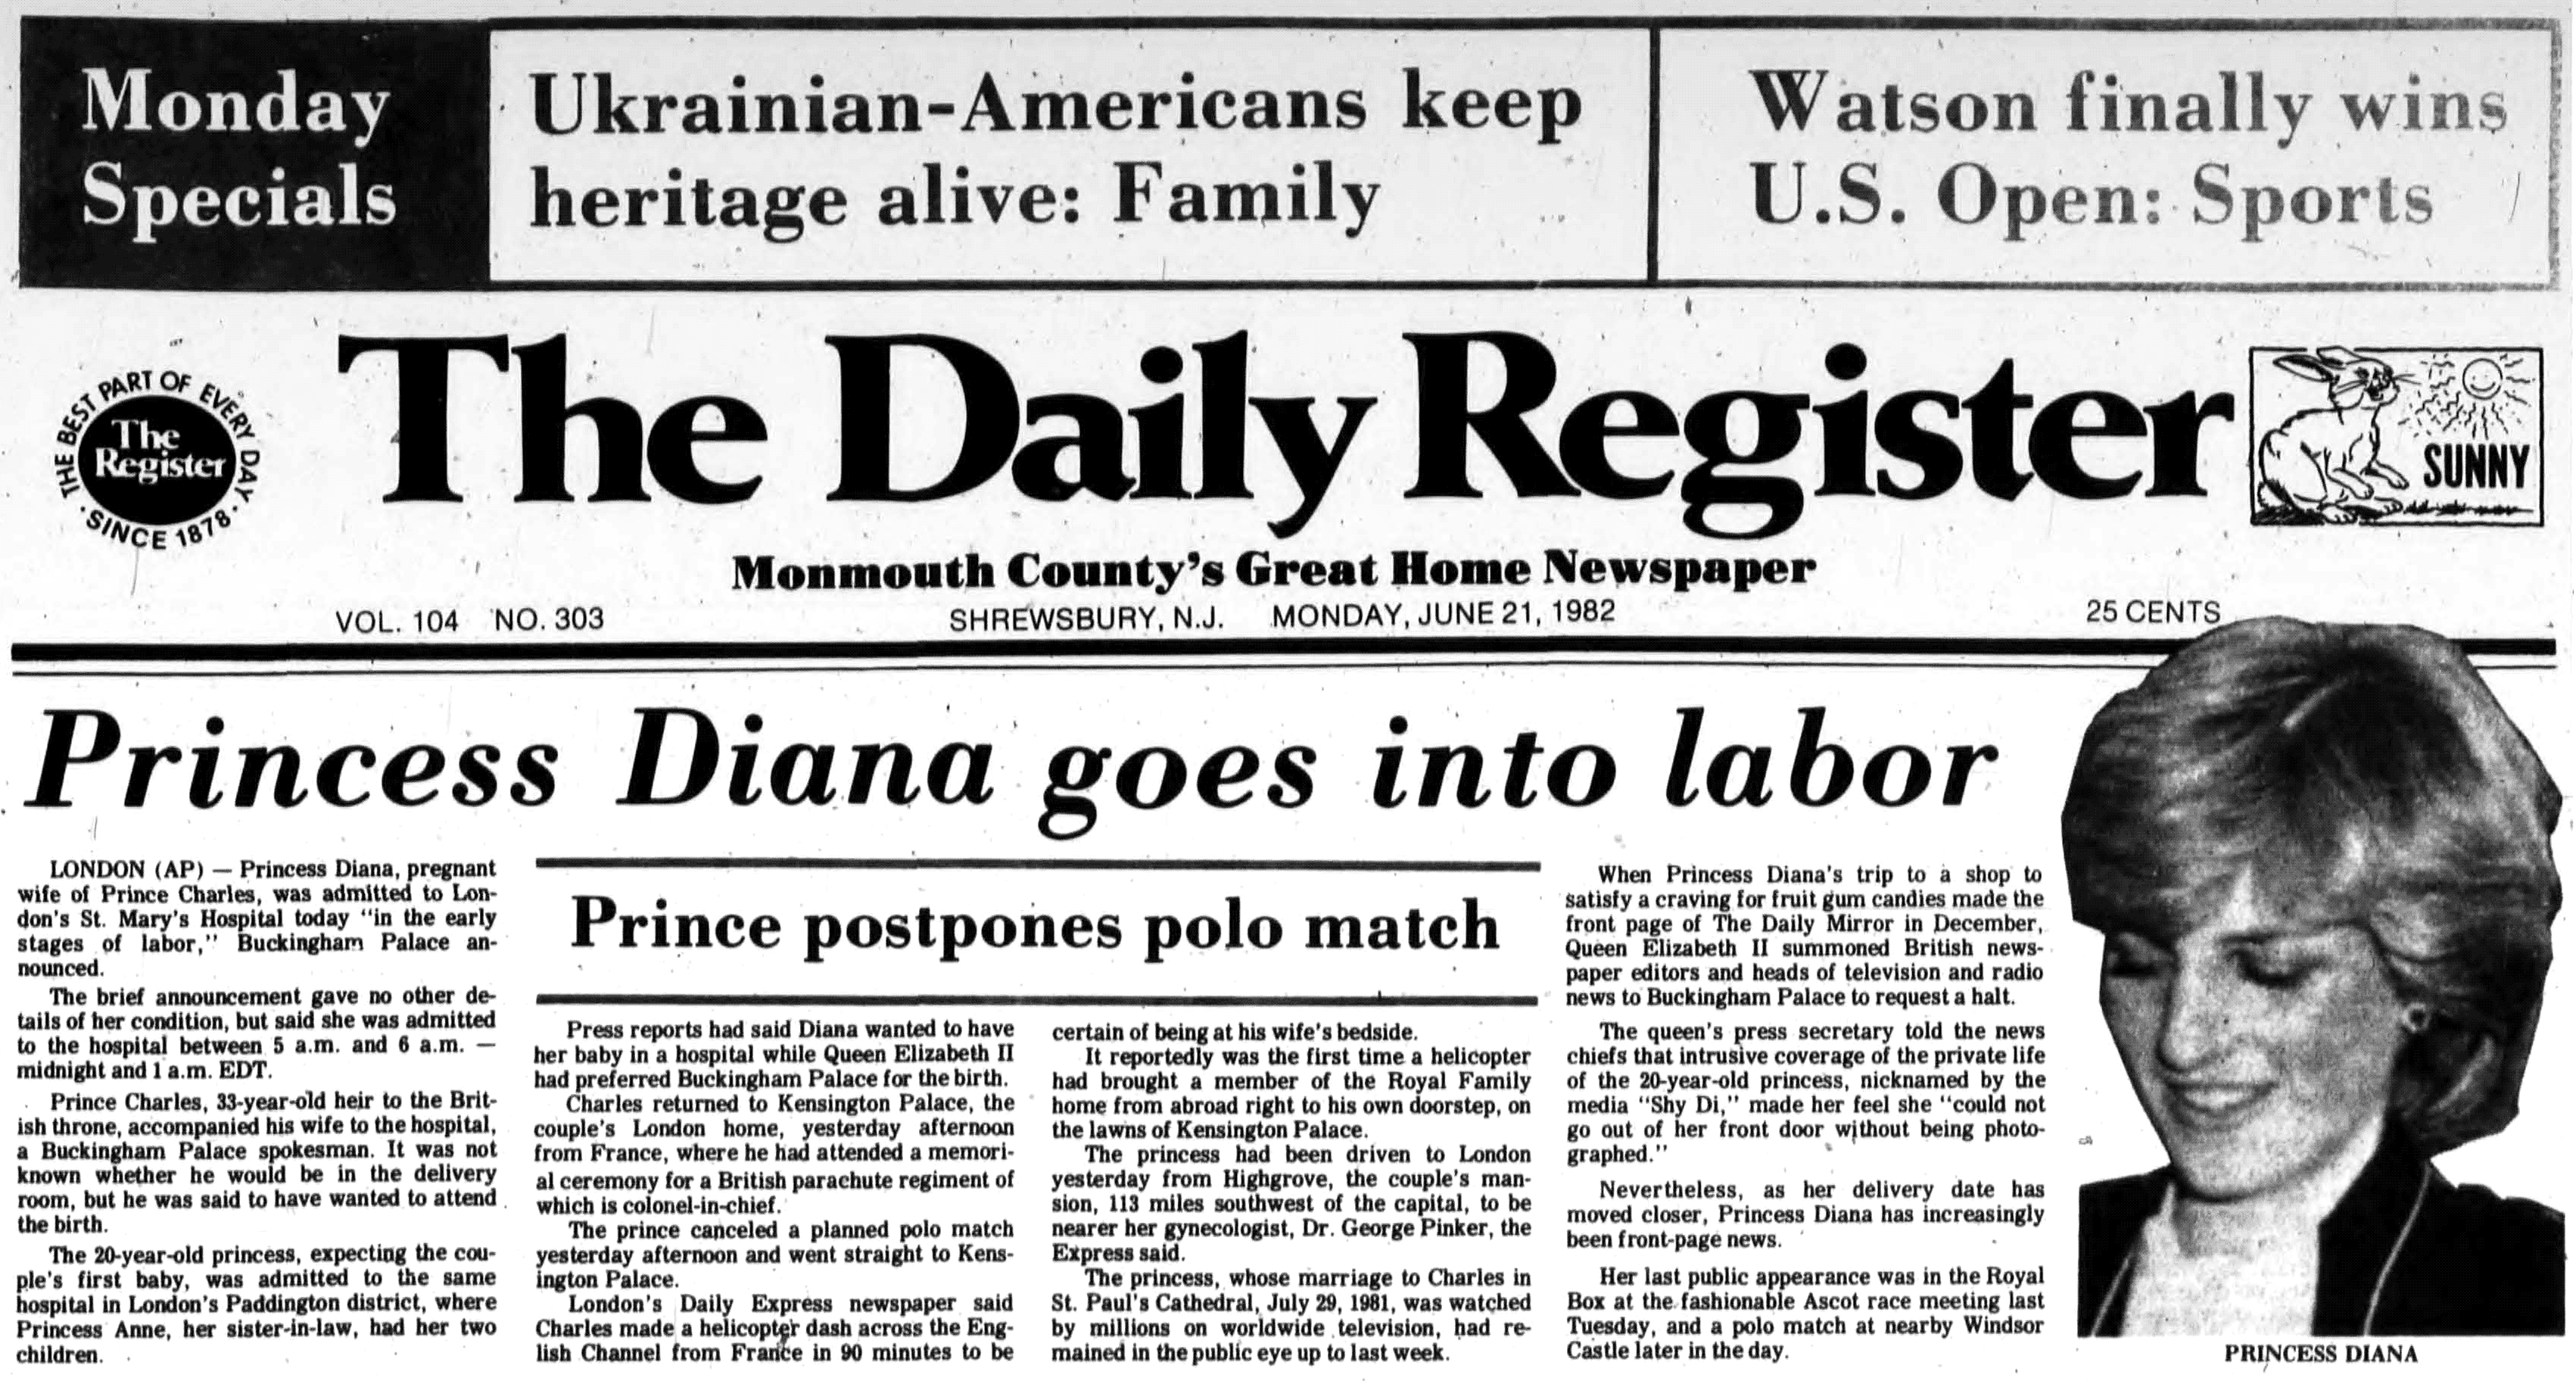 Monday
Specials
Ukrainian-Americans keep
heritage alive: Family
Watson finally wins
U.S. Open: Sports
THE BEST PART OF EVERY DAY
The
Register
· SINCE 1878 ·
The Daily Register
SUNNY
Monmouth County's Great Home Newspaper
VOL. 104 NO. 303
SHREWSBURY, N.J. MONDAY, JUNE 21, 1982
25 CENTS
Princess Diana goes into labor
LONDON (AP) — Princess Diana, pregnant
wife of Prince Charles, was admitted to Lon-
don's St. Mary's Hospital today "in the early
stages of labor," Buckingham Palace an-
nounced.
The brief announcement gave no other de-
tails of her condition, but said she was admitted
to the hospital between 5 a.m. and 6 a.m. —
midnight and 1 a.m. EDT.
Prince Charles, 33-year-old heir to the Brit-
ish throne, accompanied his wife to the hospital,
a Buckingham Palace spokesman. It was not
known whether he would be in the delivery
room, but he was said to have wanted to attend
the birth.
The 20-year-old princess, expecting the cou-
ple's first baby, was admitted to the same
hospital in London's Paddington district, where
Princess Anne, her sister-in-law, had her two
children.
Prince postpones polo match
Press reports had said Diana wanted to have
her baby in a hospital while Queen Elizabeth II
had preferred Buckingham Palace for the birth.
Charles returned to Kensington Palace, the
couple's London home, yesterday afternoon
from France, where he had attended a memori-
al ceremony for a British parachute regiment of
which is colonel-in-chief.
The prince canceled a planned polo match
yesterday afternoon and went straight to Kens-
ington Palace.
London's Daily Express newspaper said
Charles made a helicopter dash across the Eng-
lish Channel from France in 90 minutes to be
certain of being at his wife's bedside.
It reportedly was the first time a helicopter
had brought a member of the Royal Family
home from abroad right to his own doorstep, on
the lawns of Kensington Palace.
The princess had been driven to London
yesterday from Highgrove, the couple's man-
sion, 113 miles southwest of the capital, to be
nearer her gynecologist, Dr. George Pinker, the
Express said.
The princess, whose marriage to Charles in
St. Paul's Cathedral, July 29, 1981, was watched
by millions on worldwide television, had re-
mained in the public eye up to last week.
When Princess Diana's trip to a shop to
satisfy a craving for fruit gum candies made the
front page of The Daily Mirror in December,
Queen Elizabeth II summoned British news-
paper editors and heads of television and radio
news to Buckingham Palace to request a halt.
The queen's press secretary told the news
chiefs that intrusive coverage of the private life
of the 20-year-old princess, nicknamed by the
media "Shy Di," made her feel she "could not
go out of her front door without being photo-
graphed."
Nevertheless, as her delivery date has
moved closer, Princess Diana has increasingly
been front-page news.
Her last public appearance was in the Royal
Box at the fashionable Ascot race meeting last
Tuesday, and a polo match at nearby Windsor
Castle later in the day.
PRINCESS DIANA